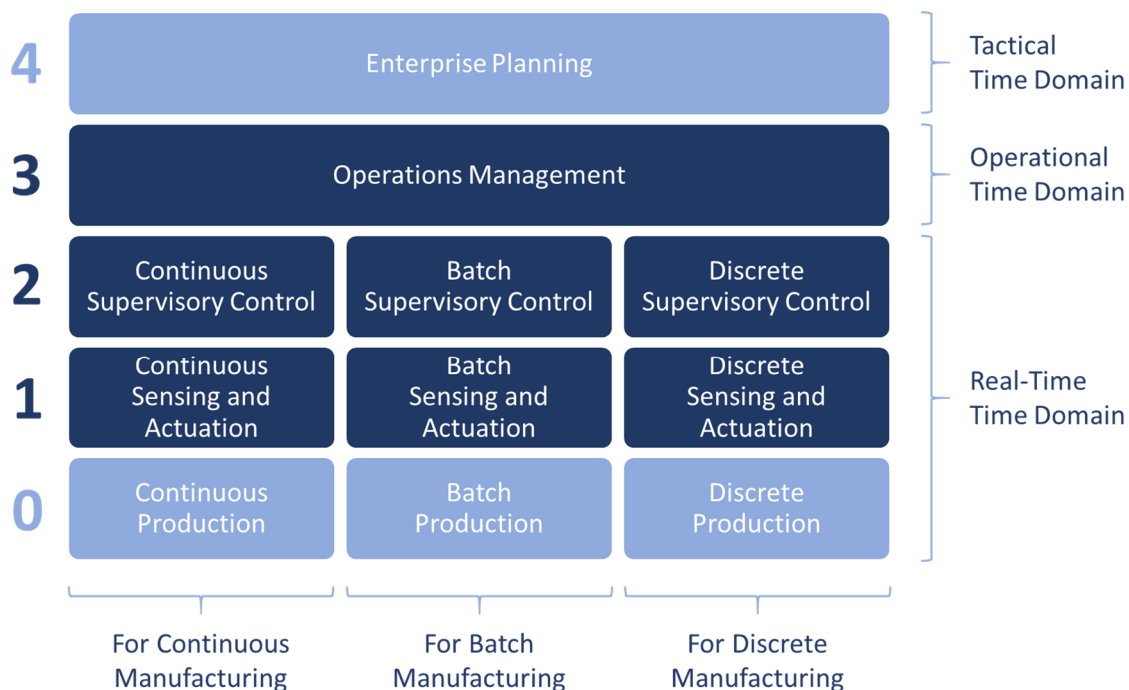 4
Enterprise Planning
Tactical
Time Domain
3
Operations Management
Operational
Time Domain
2
Continuous
Supervisory Control
Batch
Supervisory Control
Discrete
Supervisory Control
1
Continuous
Sensing and
Actuation
Batch
Sensing and
Actuation
Discrete
Sensing and
Actuation
Real-Time
Time Domain
0
Continuous
Production
Batch
Production
Discrete
Production
For Continuous
Manufacturing
For Batch
Manufacturing
For Discrete
Manufacturing